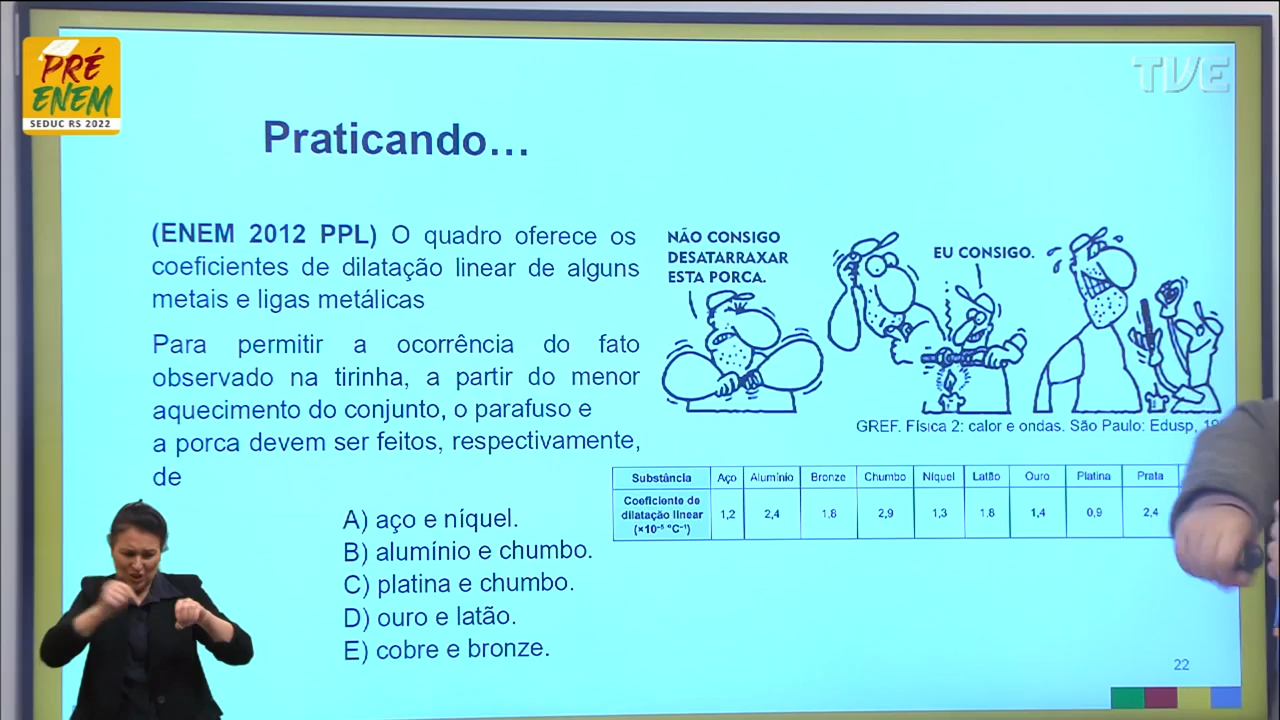 PRÉ
ENEM
SEDUC RS 2022
TVE
Praticando...
(ENEM 2012 PPL) O quadro oferece os
coeficientes de dilatação linear de alguns
metais e ligas metálicas
Para permitir a ocorrência do fato
observado na tirinha, a partir do menor
aquecimento do conjunto, o parafuso e
a porca devem ser feitos, respectivamente,
de
A) aço e níquel.
B) alumínio e chumbo.
C) platina e chumbo.
D) ouro e latão.
E) cobre e bronze.
NÃO CONSIGO
DESATARRAXAR
ESTA PORCA.
EU CONSIGO.
GREF. Física 2: calor e ondas. São Paulo: Edusp,
Substância Aço Alumínio Bronze Chumbo Níquel Latão Ouro Platina Prata
Coeficiente de
dilatação linear
(×10⁻⁵ °C⁻¹) 1,2 2,4 1,8 2,9 1,3 1,8 1,4 0,9 2,4
22